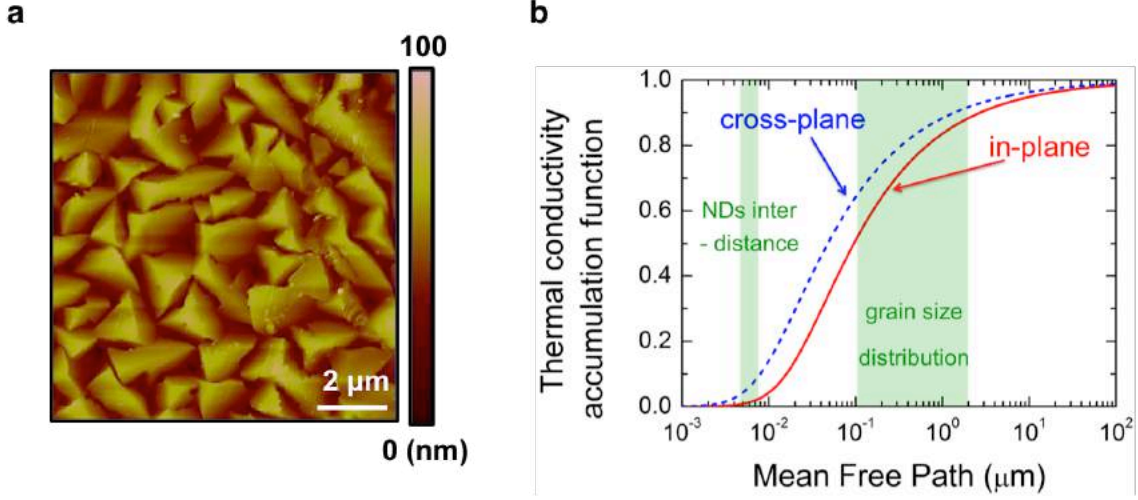 a
100
2 μm
0 (nm)
b
Thermal conductivity
accumulation function
1.0
0.8
0.6
0.4
0.2
0.0
cross-plane
in-plane
NDs inter
- distance
grain size
distribution
10⁻³ 10⁻² 10⁻¹ 10⁰ 10¹ 10²
Mean Free Path (μm)